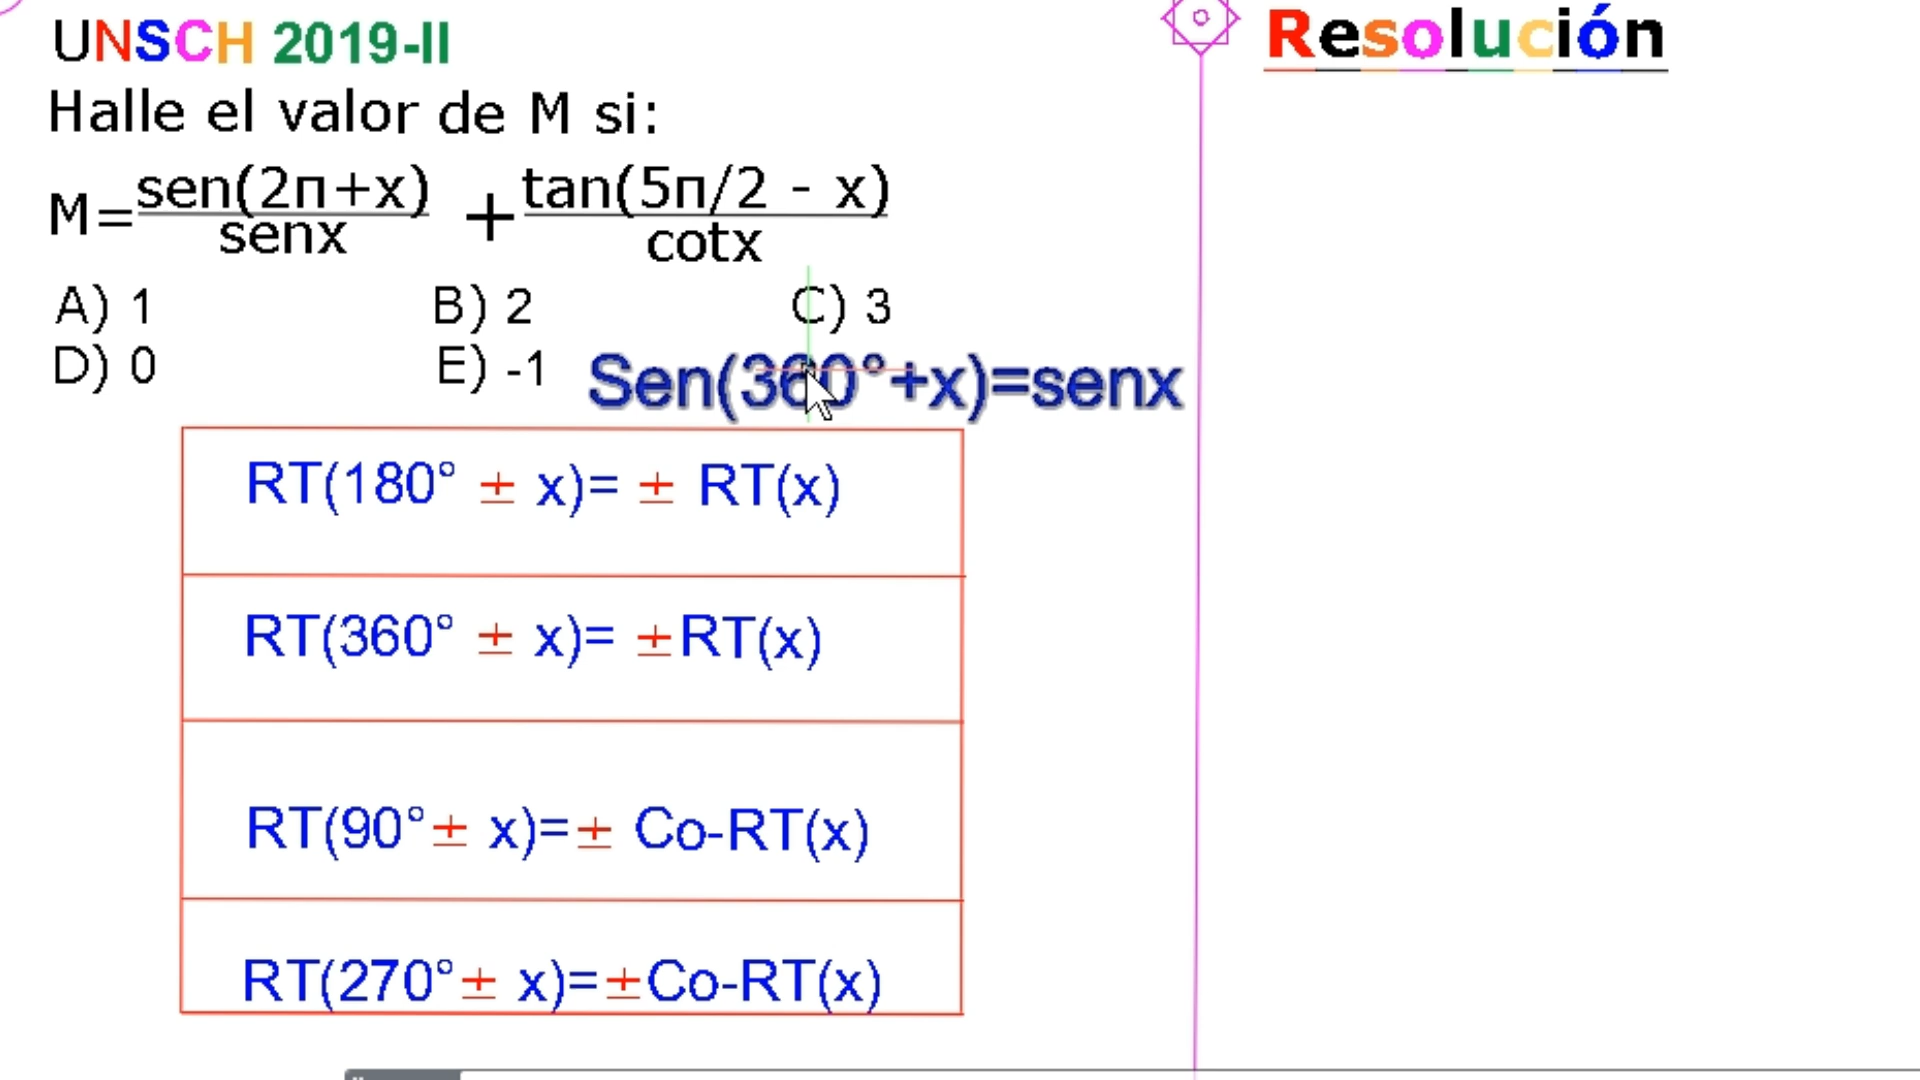 UNSCH 2019-II
Halle el valor de M si:
M=sen(2π+x)/senx + tan(5π/2 - x)/cotx
A) 1 B) 2 C) 3
D) 0 E) -1
Sen(360°+x)=senx
RT(180° ± x)= ± RT(x)
RT(360° ± x)= ±RT(x)
RT(90°± x)=± Co-RT(x)
RT(270°± x)=±Co-RT(x)
Resolución